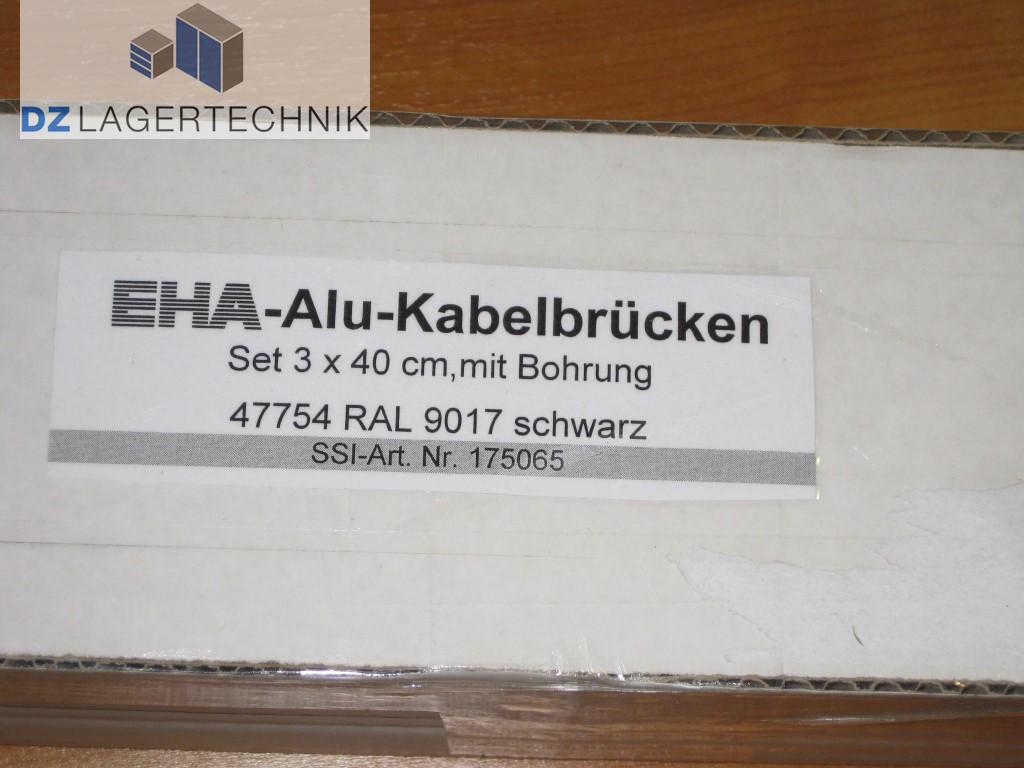 DZ LAGERTECHNIK
EHA-Alu-Kabelbrücken
Set 3 x 40 cm,mit Bohrung
47754 RAL 9017 schwarz
SSI-Art. Nr. 175065